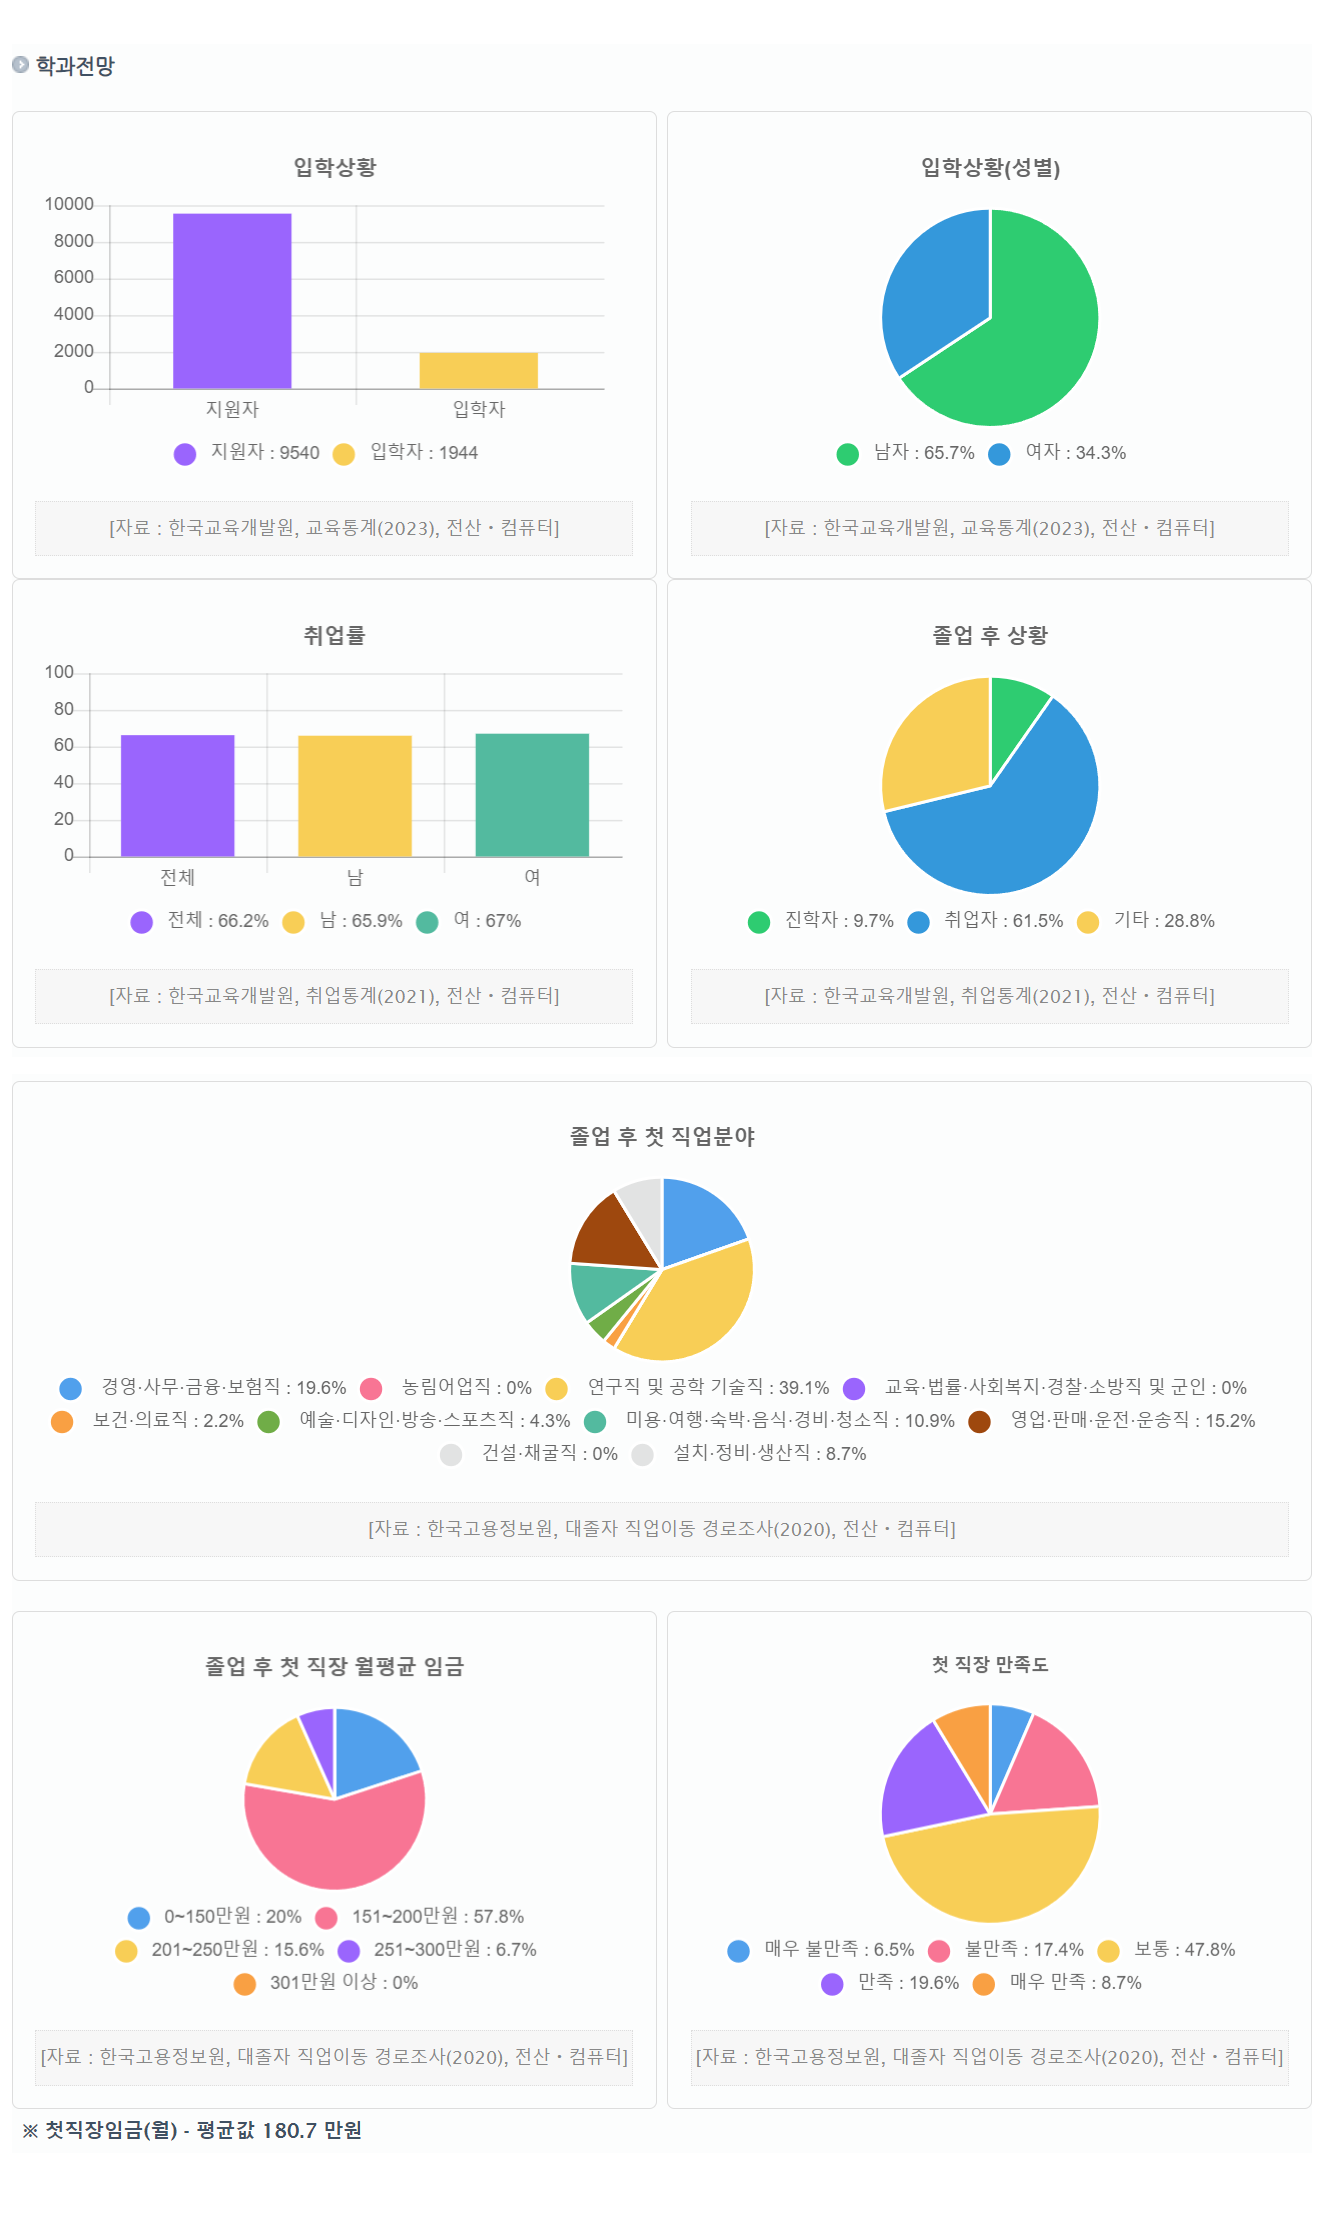 학과전망
입학상황
10000
8000
6000
4000
2000
0
지원자 입학자
지원자 : 9540 입학자 : 1944
[자료 : 한국교육개발원, 교육통계(2023), 전산・컴퓨터]
입학상황(성별)
남자 : 65.7% 여자 : 34.3%
[자료 : 한국교육개발원, 교육통계(2023), 전산・컴퓨터]
취업률
100
80
60
40
20
0
전체 남 여
전체 : 66.2% 남 : 65.9% 여 : 67%
[자료 : 한국교육개발원, 취업통계(2021), 전산・컴퓨터]
졸업 후 상황
진학자 : 9.7% 취업자 : 61.5% 기타 : 28.8%
[자료 : 한국교육개발원, 취업통계(2021), 전산・컴퓨터]
졸업 후 첫 직업분야
경영·사무·금융·보험직 : 19.6% 농림어업직 : 0% 연구직 및 공학 기술직 : 39.1% 교육·법률·사회복지·경찰·소방직 및 군인 : 0%
보건·의료직 : 2.2% 예술·디자인·방송·스포츠직 : 4.3% 미용·여행·숙박·음식·경비·청소직 : 10.9% 영업·판매·운전·운송직 : 15.2%
건설·채굴직 : 0% 설치·정비·생산직 : 8.7%
[자료 : 한국고용정보원, 대졸자 직업이동 경로조사(2020), 전산・컴퓨터]
졸업 후 첫 직장 월평균 임금
0~150만원 : 20% 151~200만원 : 57.8%
201~250만원 : 15.6% 251~300만원 : 6.7%
301만원 이상 : 0%
[자료 : 한국고용정보원, 대졸자 직업이동 경로조사(2020), 전산・컴퓨터]
첫 직장 만족도
매우 불만족 : 6.5% 불만족 : 17.4% 보통 : 47.8%
만족 : 19.6% 매우 만족 : 8.7%
[자료 : 한국고용정보원, 대졸자 직업이동 경로조사(2020), 전산・컴퓨터]
※ 첫직장임금(월) - 평균값 180.7 만원